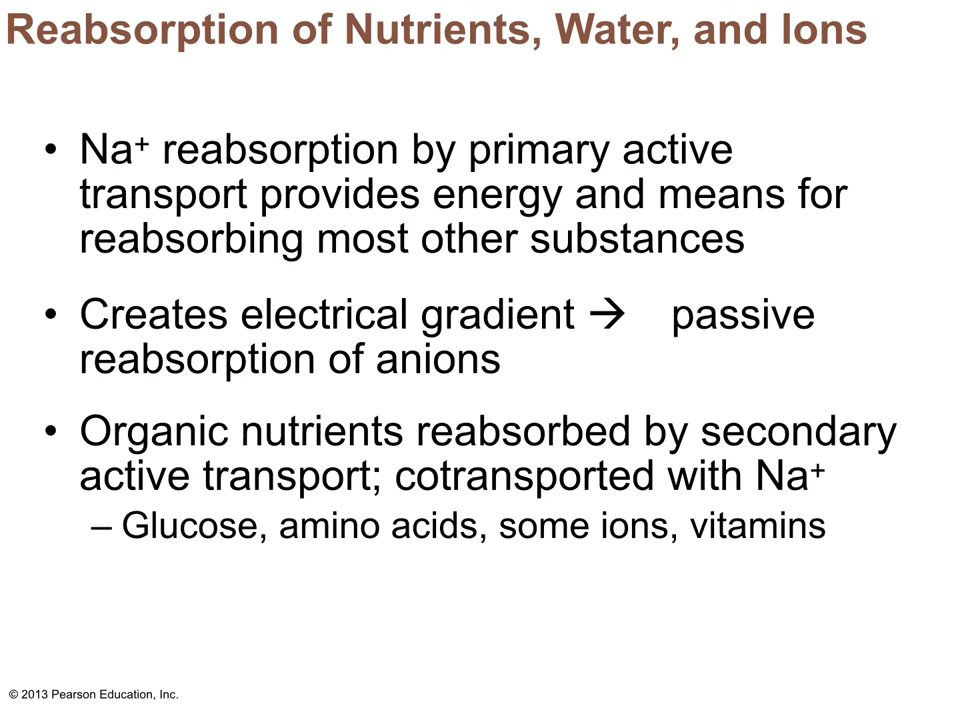 Reabsorption of Nutrients, Water, and Ions
• Na⁺ reabsorption by primary active
transport provides energy and means for
reabsorbing most other substances
• Creates electrical gradient → passive
reabsorption of anions
• Organic nutrients reabsorbed by secondary
active transport; cotransported with Na⁺
– Glucose, amino acids, some ions, vitamins
© 2013 Pearson Education, Inc.